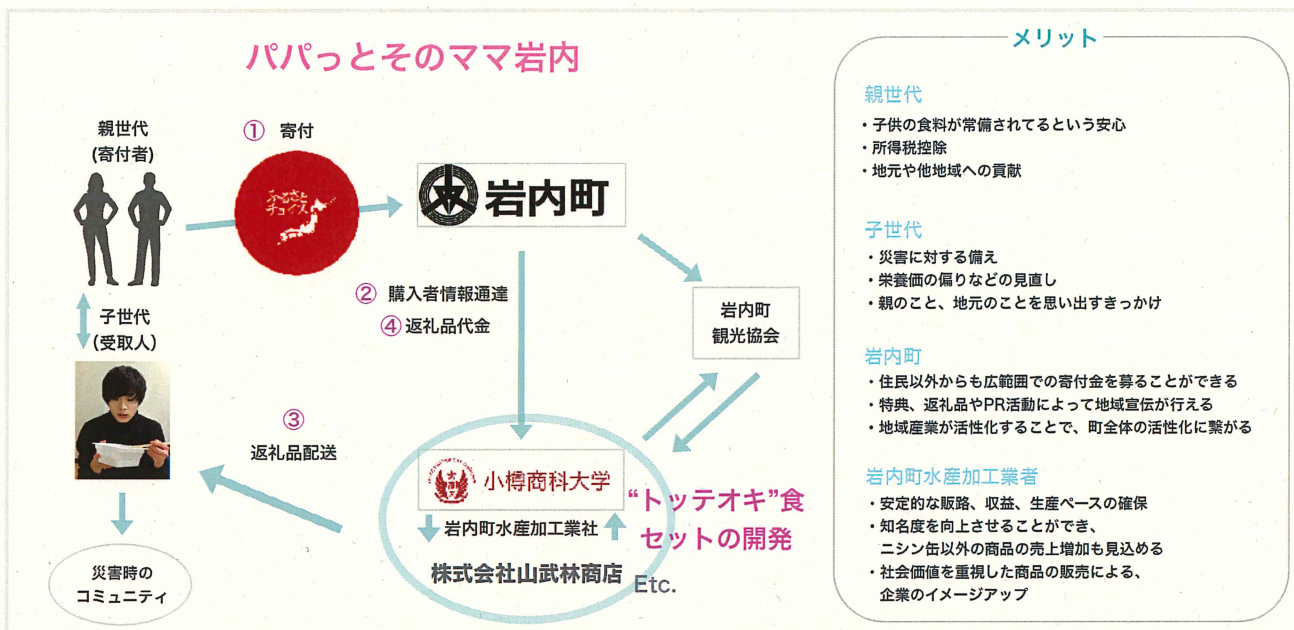 パパっとそのママ岩内
親世代
(寄付者)
① 寄付
ふるさと
チョイス
岩内町
② 購入者情報通達
④ 返礼品代金
岩内町
観光協会
子世代
(受取人)
③
返礼品配送
小樽商科大学
岩内町水産加工業社
株式会社山武林商店
Etc.
“トッテオキ”食
セットの開発
災害時の
コミュニティ
メリット
親世代
・子供の食料が常備されてるという安心
・所得税控除
・地元や他地域への貢献
子世代
・災害に対する備え
・栄養価の偏りなどの見直し
・親のこと、地元のことを思い出すきっかけ
岩内町
・住民以外からも広範囲での寄付金を募ることができる
・特典、返礼品やPR活動によって地域宣伝が行える
・地域産業が活性化することで、町全体の活性化に繋がる
岩内町水産加工業者
・安定的な販路、収益、生産ペースの確保
・知名度を向上させることができ、
ニシン缶以外の商品の売上増加も見込める
・社会価値を重視した商品の販売による、
企業のイメージアップ